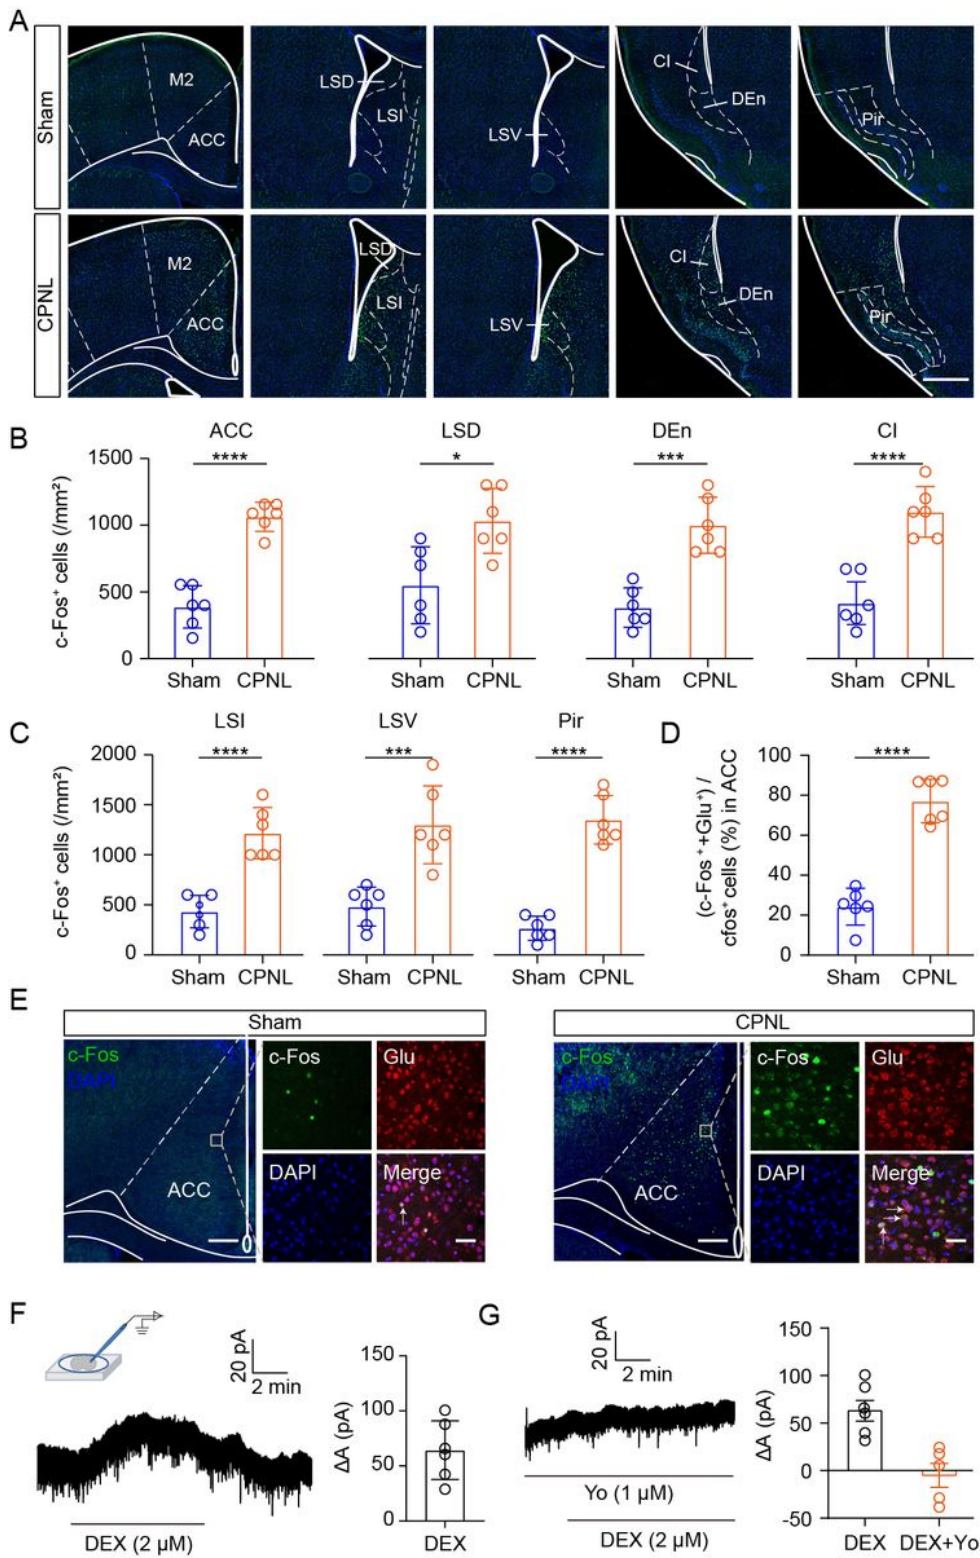 A
Sham
M2
ACC
LSD
LSI
LSV
Cl
DEn
Pir
CPNL
M2
ACC
LSD
LSI
LSV
Cl
DEn
Pir
B
ACC
LSD
DEn
Cl
c-Fos⁺ cells (/mm²)
1500
1000
500
0
****
*
***
****
Sham CPNL
Sham CPNL
Sham CPNL
Sham CPNL
C
LSI
LSV
Pir
c-Fos⁺ cells (/mm²)
2000
1500
1000
500
0
****
***
****
Sham CPNL
Sham CPNL
Sham CPNL
D
(c-Fos⁺+Glu⁺) /
cfos⁺ cells (%) in ACC
100
80
60
40
20
0
****
Sham CPNL
E
Sham
c-Fos
DAPI
ACC
c-Fos
Glu
DAPI
Merge
CPNL
c-Fos
DAPI
ACC
c-Fos
Glu
DAPI
Merge
F
20 pA
2 min
DEX (2 µM)
ΔA (pA)
150
100
50
0
DEX
G
20 pA
2 min
Yo (1 µM)
DEX (2 µM)
ΔA (pA)
150
100
50
0
-50
DEX DEX+Yo